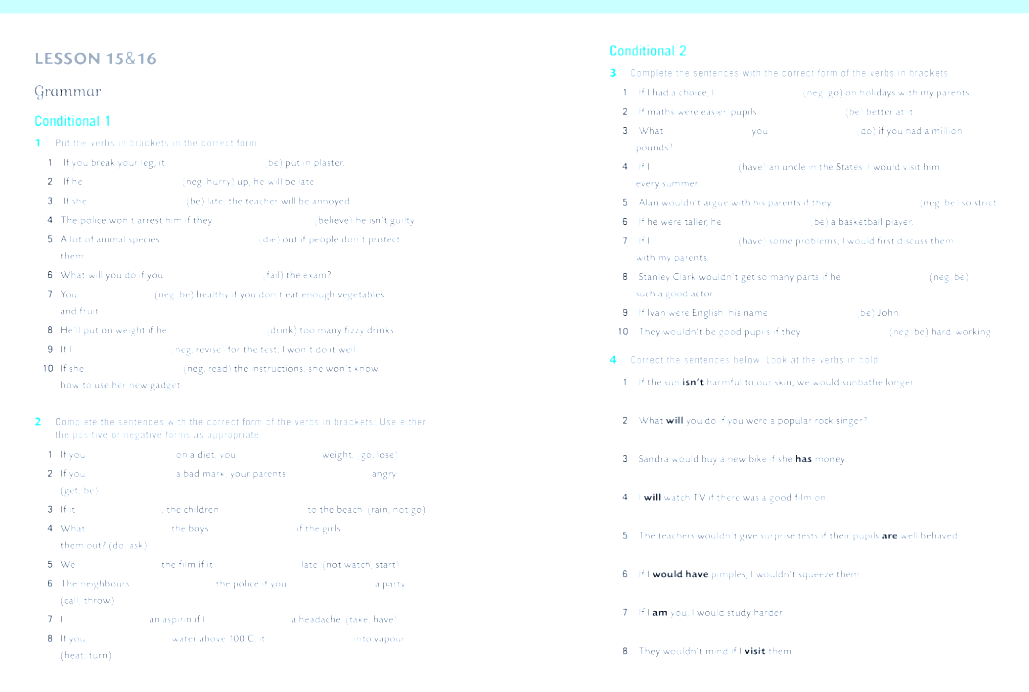 LESSON 15&16
Grammar
Conditional 1
1 Put the verbs in brackets in the correct form.
1 If you break your leg, it (be) put in plaster.
2 If he (neg. hurry) up, he will be late.
3 If she (be) late, the teacher will be annoyed.
4 The police won't arrest him if they (believe) he isn't guilty.
5 A lot of animal species (die) out if people don't protect
them.
6 What will you do if you (fail) the exam?
7 You (neg. be) healthy if you don't eat enough vegetables
and fruit.
8 He'll put on weight if he (drink) too many fizzy drinks.
9 If I (neg. revise) for the test, I won't do it well.
10 If she (neg. read) the instructions, she won't know
how to use her new gadget.
2 Complete the sentences with the correct form of the verbs in brackets. Use either
the positive or negative forms as appropriate.
1 If you on a diet, you weight. (go, lose)
2 If you a bad mark, your parents angry.
(get, be)
3 If it , the children to the beach. (rain, not go)
4 What the boys if the girls
them out? (do, ask)
5 We the film if it late. (not watch, start)
6 The neighbours the police if you a party.
(call, throw)
7 I an aspirin if I a headache. (take, have)
8 If you water above 100 C, it into vapour.
(heat, turn)
Conditional 2
3 Complete the sentences with the correct form of the verbs in brackets.
1 If I had a choice, I (neg. go) on holidays with my parents.
2 If maths were easier, pupils (be) better at it.
3 What you (do) if you had a million
pounds?
4 If I (have) an uncle in the States, I would visit him
every summer.
5 Alan wouldn't argue with his parents if they (neg. be) so strict.
6 If he were taller, he (be) a basketball player.
7 If I (have) some problems, I would first discuss them
with my parents.
8 Stanley Clark wouldn't get so many parts if he (neg. be)
such a good actor.
9 If Ivan were English, his name (be) John.
10 They wouldn't be good pupils if they (neg. be) hard-working.
4 Correct the sentences below. Look at the verbs in bold.
1 If the sun isn't harmful to our skin, we would sunbathe longer.
2 What will you do if you were a popular rock singer?
3 Sandra would buy a new bike if she has money.
4 I will watch TV if there was a good film on.
5 The teachers wouldn't give surprise tests if their pupils are well-behaved.
6 If I would have pimples, I wouldn't squeeze them.
7 If I am you, I would study harder.
8 They wouldn't mind if I visit them.